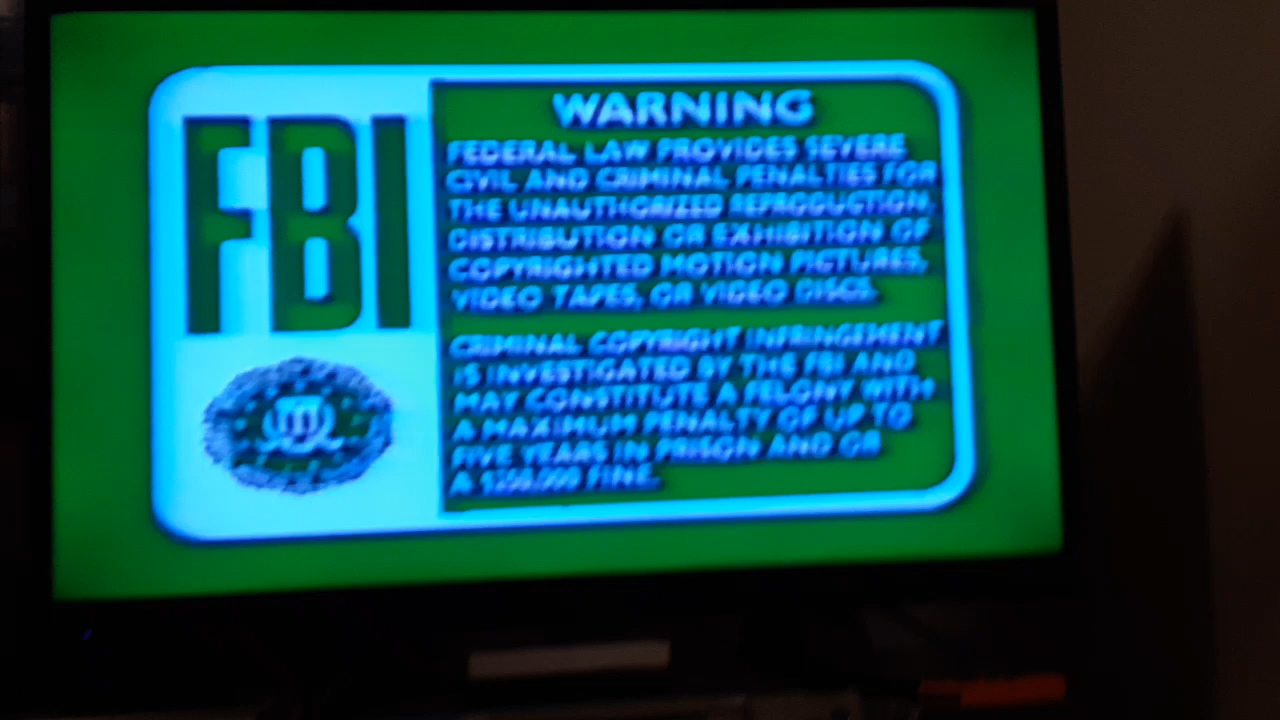 FBI
WARNING
FEDERAL LAW PROVIDES SEVERE
CIVIL AND CRIMINAL PENALTIES FOR
THE UNAUTHORIZED REPRODUCTION,
DISTRIBUTION OR EXHIBITION OF
COPYRIGHTED MOTION PICTURES,
VIDEO TAPES, OR VIDEO DISCS.
CRIMINAL COPYRIGHT INFRINGEMENT
IS INVESTIGATED BY THE FBI AND
MAY CONSTITUTE A FELONY WITH
A MAXIMUM PENALTY OF UP TO
FIVE YEARS IN PRISON AND OR
A $250,000 FINE.